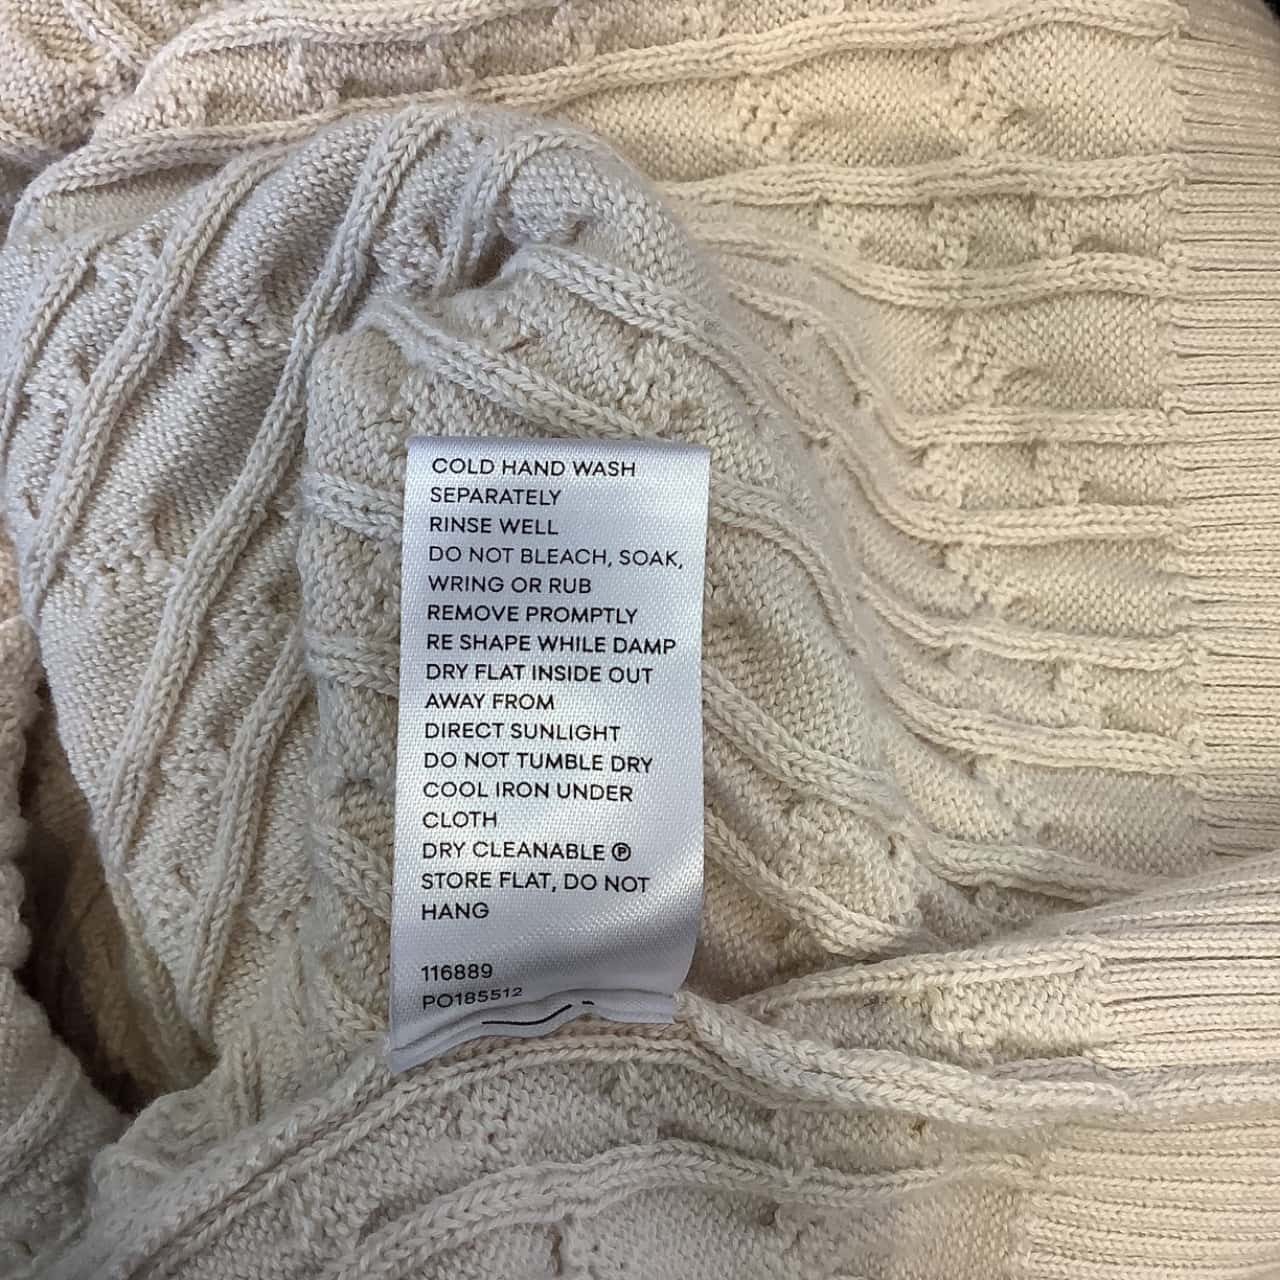 COLD HAND WASH
SEPARATELY
RINSE WELL
DO NOT BLEACH, SOAK,
WRING OR RUB
REMOVE PROMPTLY
RE SHAPE WHILE DAMP
DRY FLAT INSIDE OUT
AWAY FROM
DIRECT SUNLIGHT
DO NOT TUMBLE DRY
COOL IRON UNDER
CLOTH
DRY CLEANABLE Ⓟ
STORE FLAT, DO NOT
HANG
116889
PO185512